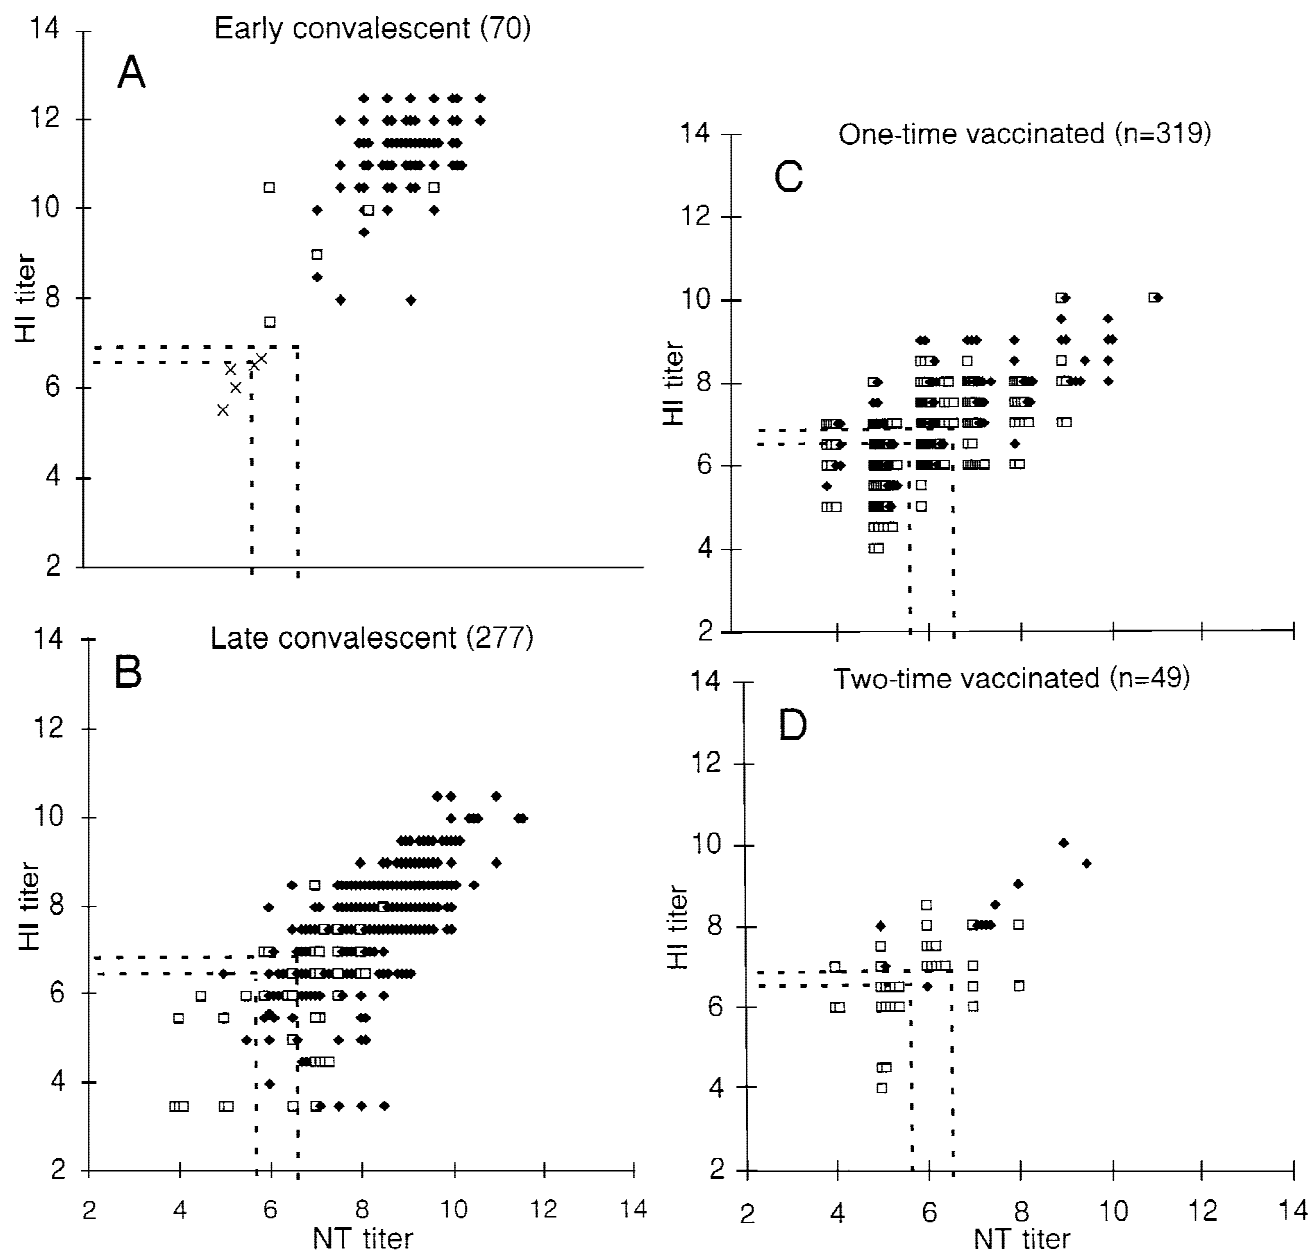 Early convalescent (70)
A
14
12
10
8
6
4
2
HI titer
Late convalescent (277)
B
14
12
10
8
6
4
2
HI titer
2 4 6 8 10 12 14
NT titer
One-time vaccinated (n=319)
C
14
12
10
8
6
4
2
HI titer
Two-time vaccinated (n=49)
D
14
12
10
8
6
4
2
HI titer
2 4 6 8 10 12 14
NT titer